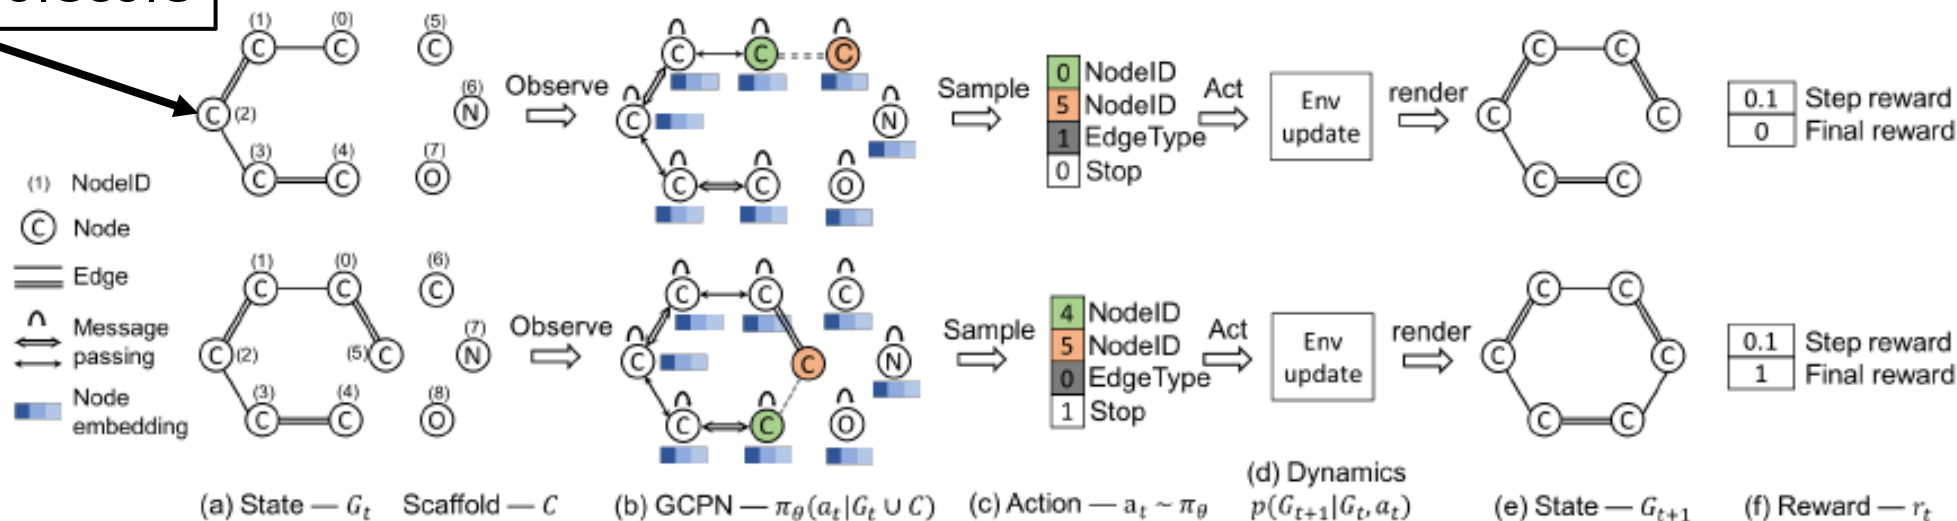 (1) (0) (5)
C C C C C C
(6)
Observe Sample Act render
N
0 NodeID
5 NodeID
1 EdgeType
0 Stop
Env
update
0.1 Step reward
0 Final reward
C (2) C N C C
(3) (4) (7)
C C O C C O C C
(1) NodeID
C Node
Edge
Message
passing
Node
embedding
(1) (0) (6)
C C C C C C C C
(7)
Observe Sample Act render
4 NodeID
5 NodeID
0 EdgeType
1 Stop
Env
update
0.1 Step reward
1 Final reward
C (2) (5) C N C C N C C
(3) (4) (8)
C C O C C O C C
(a) State — G_t Scaffold — C (b) GCPN — π_θ(a_t|G_t ∪ C) (c) Action — a_t ~ π_θ (d) Dynamics p(G_{t+1}|G_t, a_t) (e) State — G_{t+1} (f) Reward — r_t